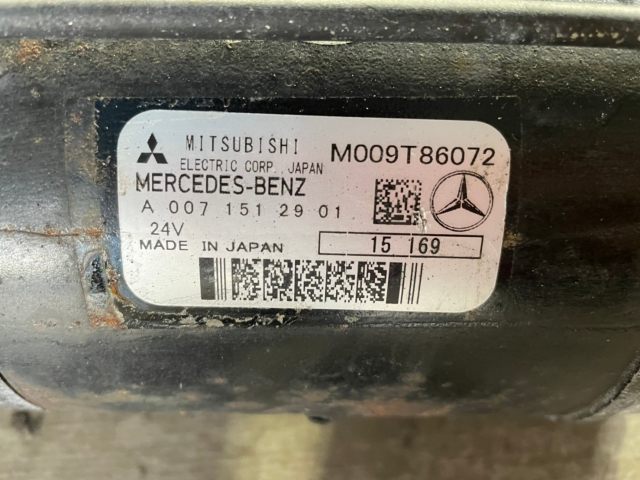 MITSUBISHI M009T86072
ELECTRIC CORP., JAPAN
MERCEDES-BENZ
A 007 151 29 01
24V
MADE IN JAPAN 15 169